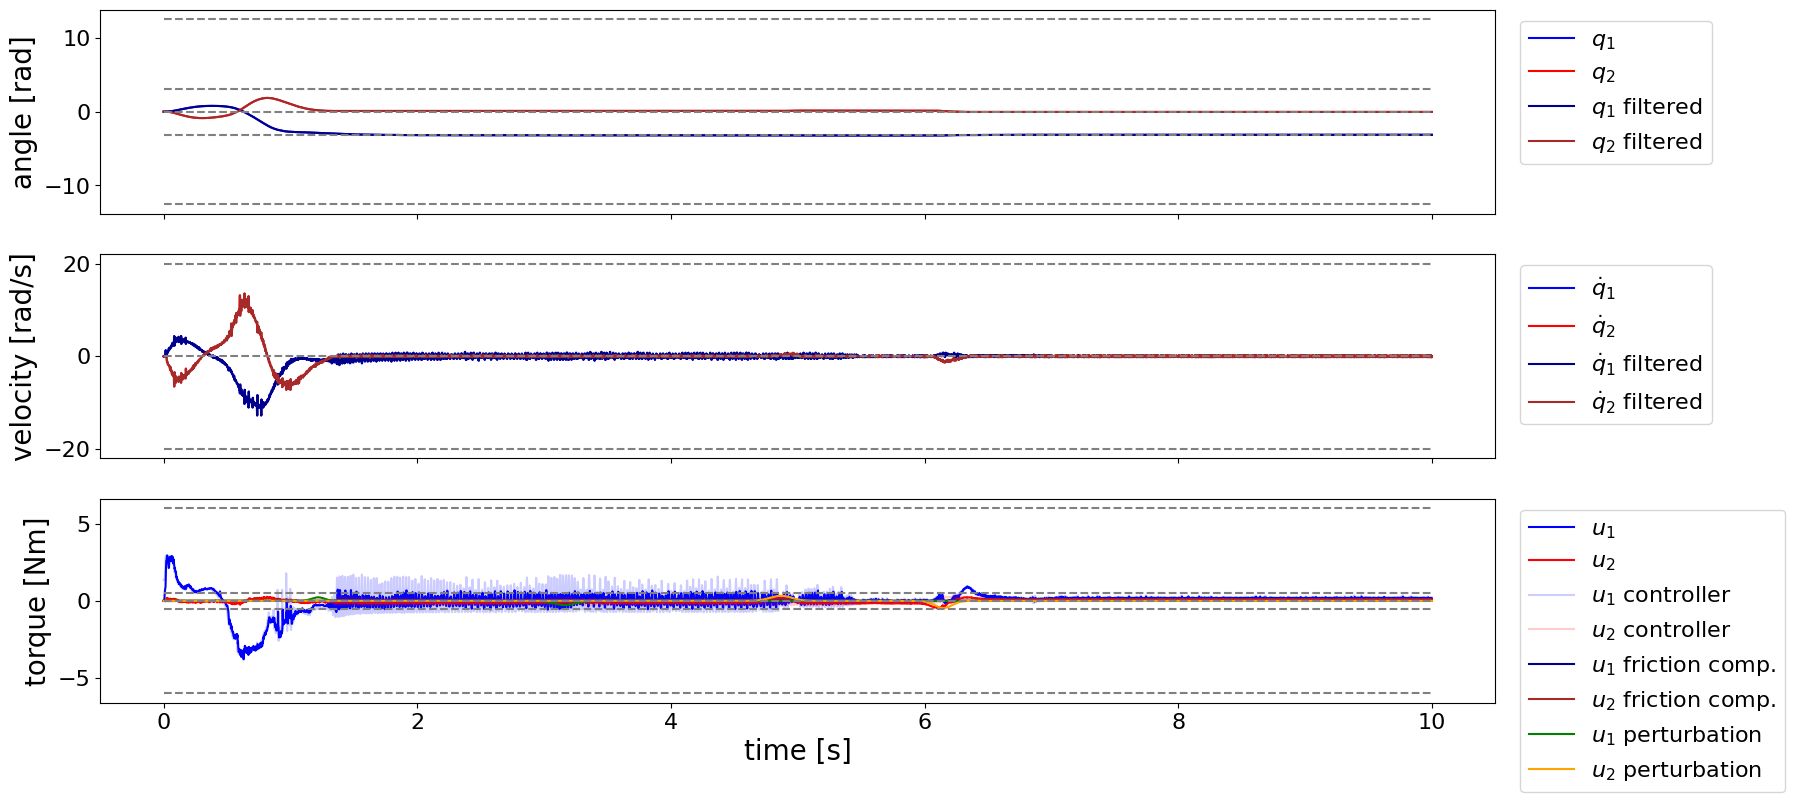 angle [rad]
10
0
−10
q₁
q₂
q₁ filtered
q₂ filtered
velocity [rad/s]
20
0
−20
q̇₁
q̇₂
q̇₁ filtered
q̇₂ filtered
torque [Nm]
5
0
−5
0 2 4 6 8 10
time [s]
u₁
u₂
u₁ controller
u₂ controller
u₁ friction comp.
u₂ friction comp.
u₁ perturbation
u₂ perturbation